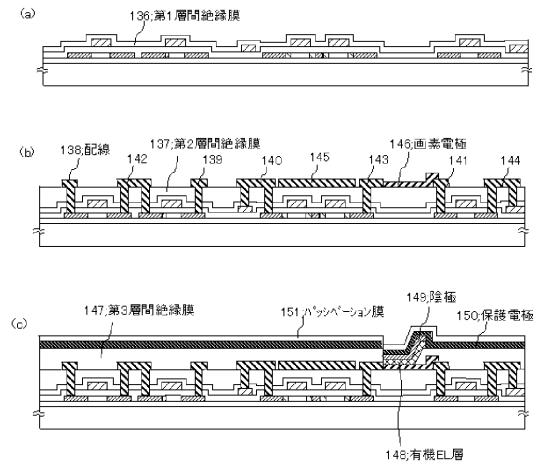 (a)
136;第1層間絶縁膜
(b)
138;配線
142
137;第2層間絶縁膜
139
140
145
143
146;画素電極
141
144
(c)
147;第3層間絶縁膜
151;ﾊﾟｯｼﾍﾞｰｼｮﾝ膜
149;陰極
150;保護電極
148;有機EL層